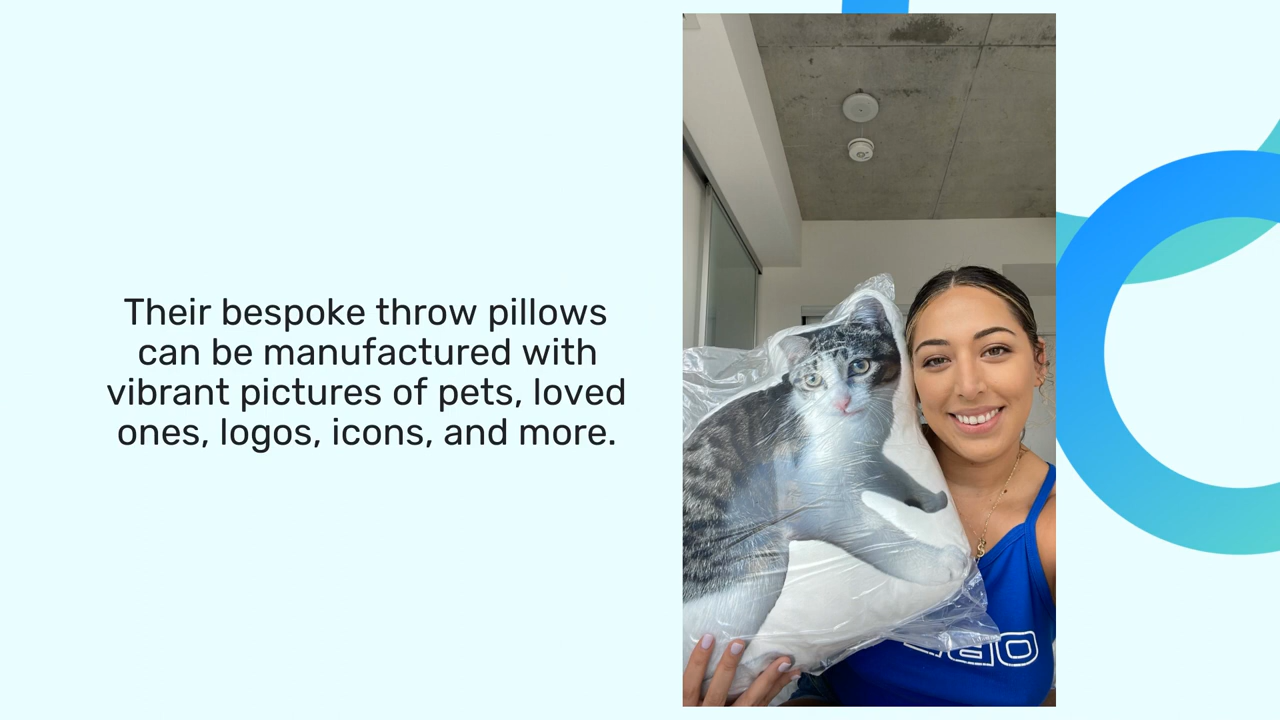 Their bespoke throw pillows
can be manufactured with
vibrant pictures of pets, loved
ones, logos, icons, and more.